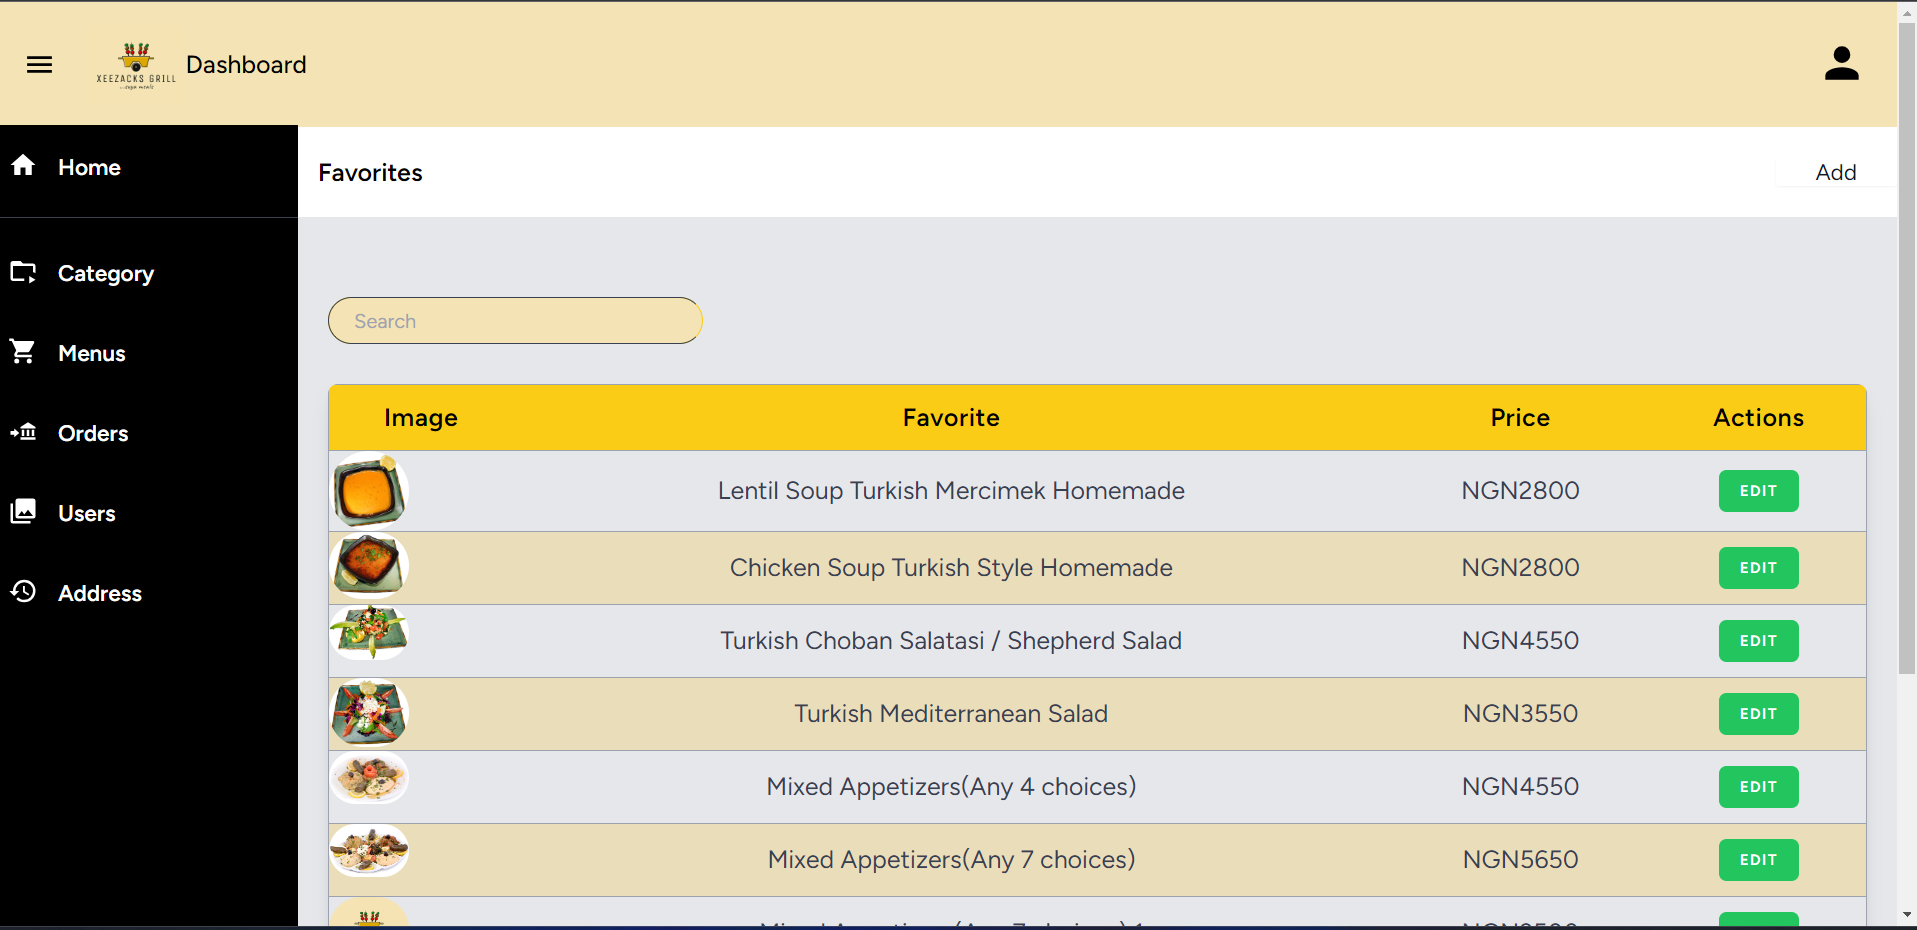 XEEZACKS GRILL
Dashboard
Home
Favorites
Add
Category
Search
Menus
Image Favorite Price Actions
Orders
Lentil Soup Turkish Mercimek Homemade NGN2800 EDIT
Users
Chicken Soup Turkish Style Homemade NGN2800 EDIT
Address
Turkish Choban Salatasi / Shepherd Salad NGN4550 EDIT
Turkish Mediterranean Salad NGN3550 EDIT
Mixed Appetizers(Any 4 choices) NGN4550 EDIT
Mixed Appetizers(Any 7 choices) NGN5650 EDIT